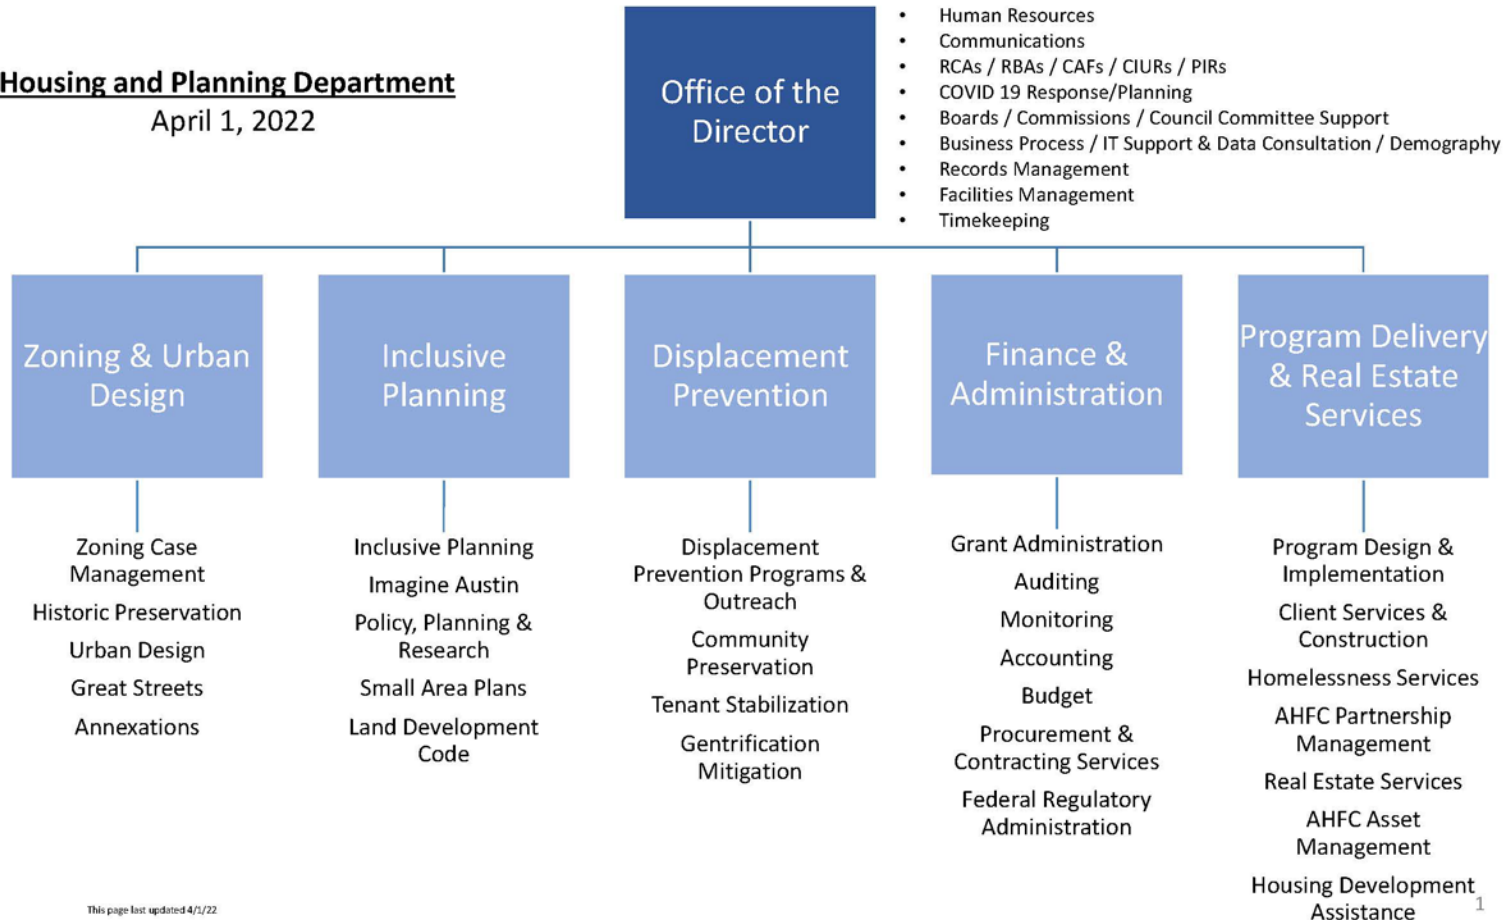 Housing and Planning Department
April 1, 2022
Office of the
Director
• Human Resources
• Communications
• RCAs / RBAs / CAFs / CIURs / PIRs
• COVID 19 Response/Planning
• Boards / Commissions / Council Committee Support
• Business Process / IT Support & Data Consultation / Demography
• Records Management
• Facilities Management
• Timekeeping
Zoning & Urban
Design
Zoning Case
Management
Historic Preservation
Urban Design
Great Streets
Annexations
Inclusive
Planning
Inclusive Planning
Imagine Austin
Policy, Planning &
Research
Small Area Plans
Land Development
Code
Displacement
Prevention
Displacement
Prevention Programs &
Outreach
Community
Preservation
Tenant Stabilization
Gentrification
Mitigation
Finance &
Administration
Grant Administration
Auditing
Monitoring
Accounting
Budget
Procurement &
Contracting Services
Federal Regulatory
Administration
Program Delivery
& Real Estate
Services
Program Design &
Implementation
Client Services &
Construction
Homelessness Services
AHFC Partnership
Management
Real Estate Services
AHFC Asset
Management
Housing Development
Assistance
This page last updated 4/1/22
1